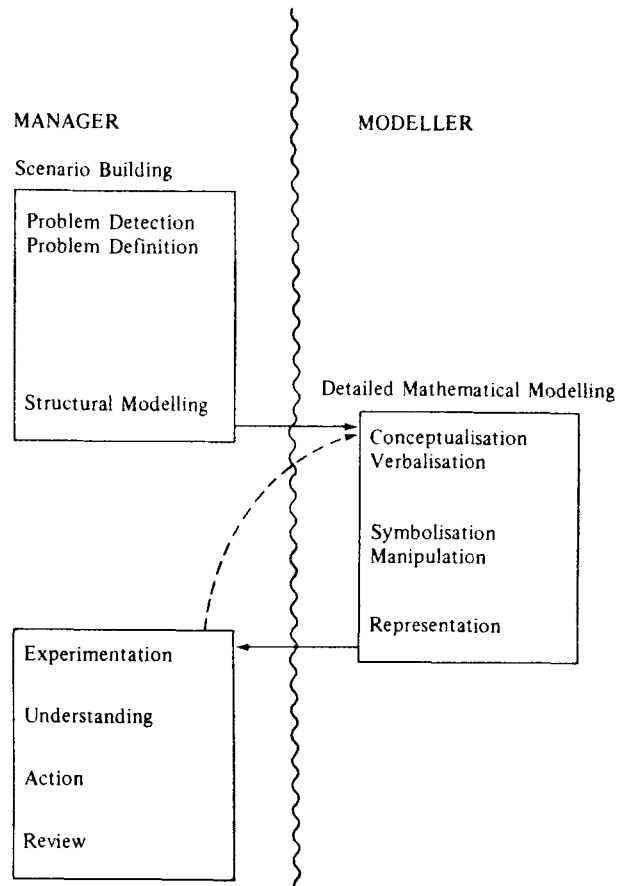 MANAGER
MODELLER
Scenario Building
Problem Detection
Problem Definition
Structural Modelling
Detailed Mathematical Modelling
Conceptualisation
Verbalisation
Symbolisation
Manipulation
Representation
Experimentation
Understanding
Action
Review